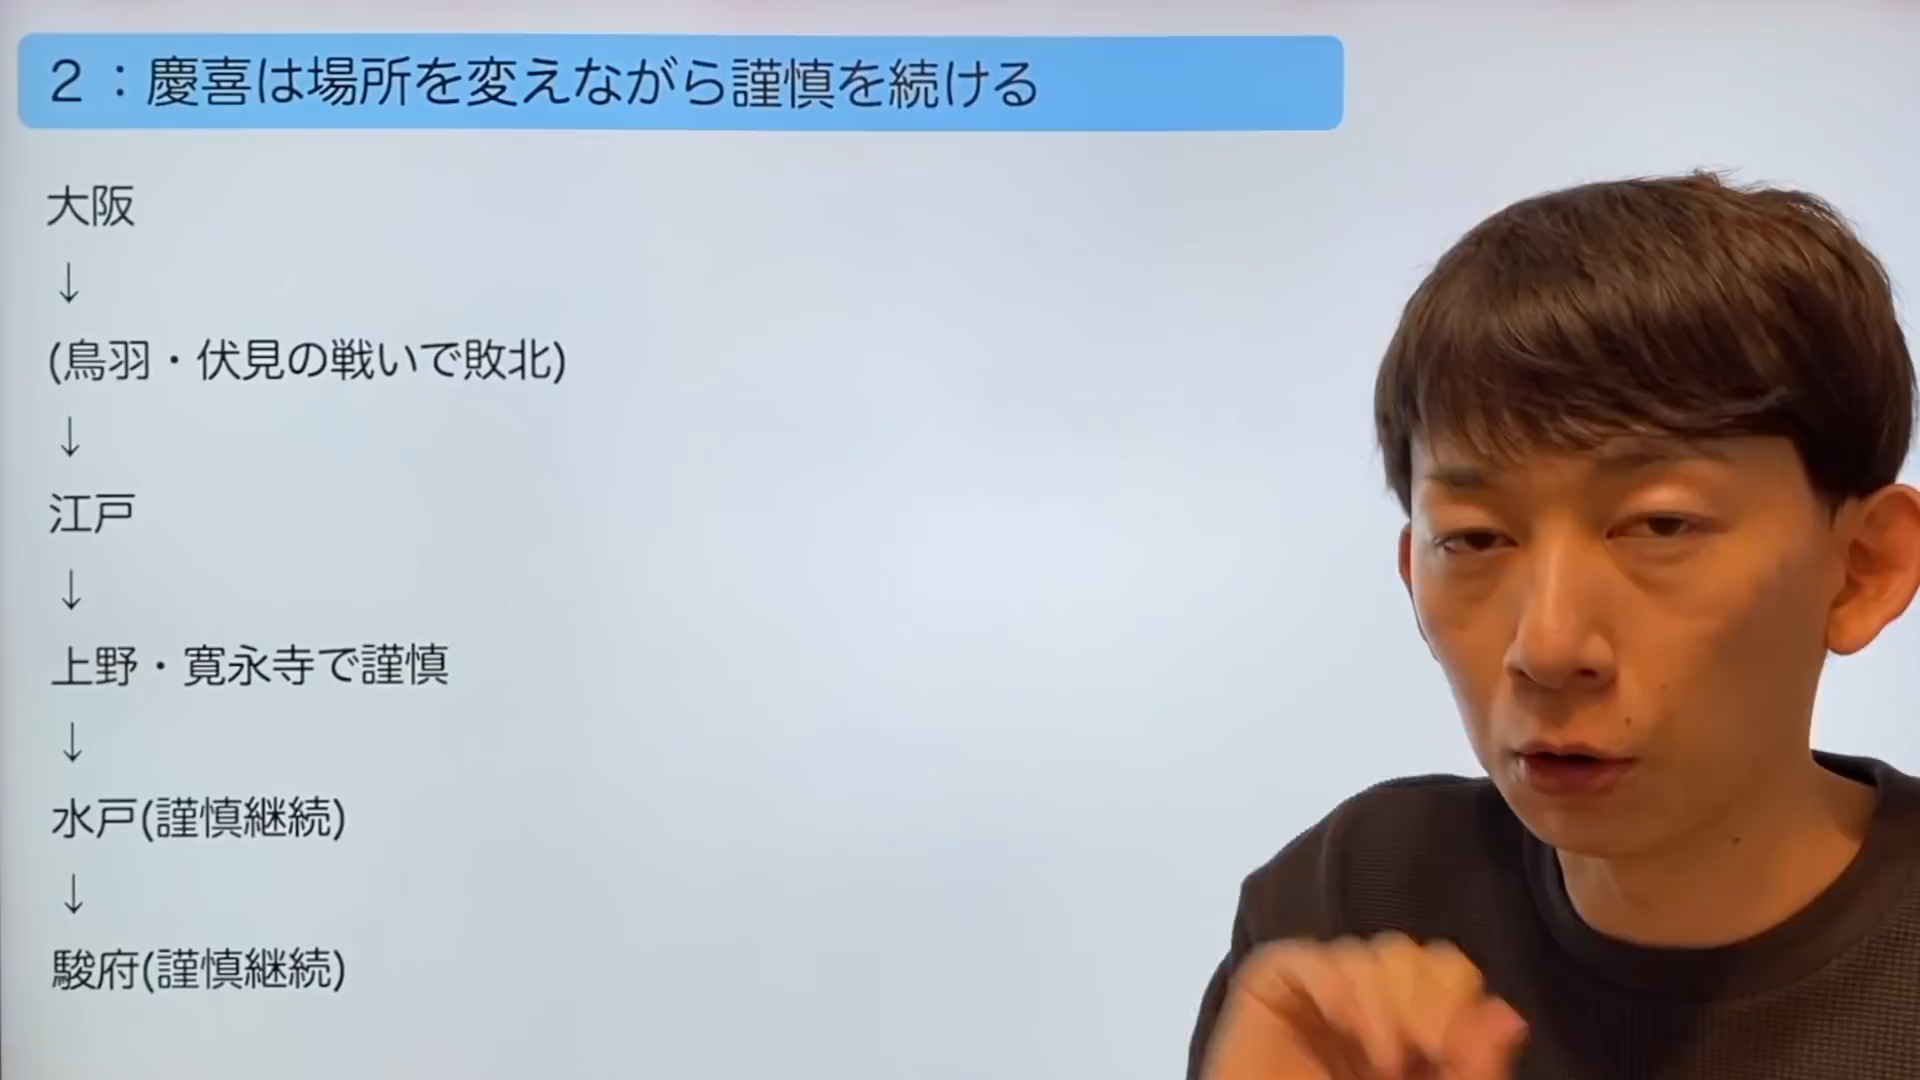 ２：慶喜は場所を変えながら謹慎を続ける
大阪
↓
(鳥羽・伏見の戦いで敗北)
↓
江戸
↓
上野・寛永寺で謹慎
↓
水戸(謹慎継続)
↓
駿府(謹慎継続)